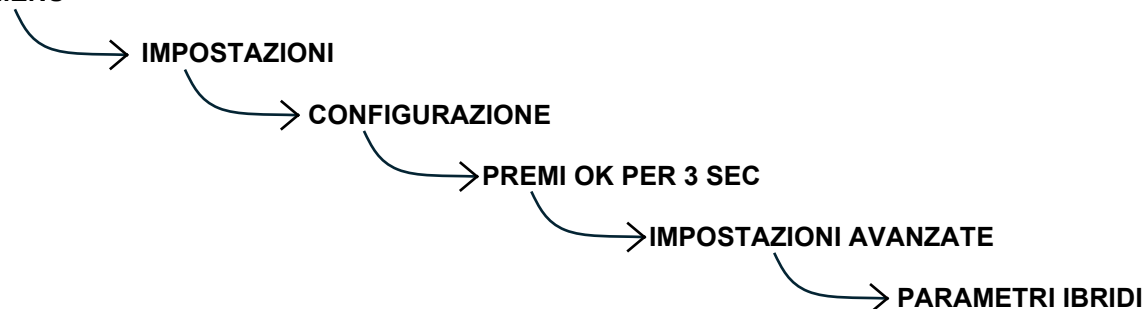 IMPOSTAZIONI
CONFIGURAZIONE
PREMI OK PER 3 SEC
IMPOSTAZIONI AVANZATE
PARAMETRI IBRIDI